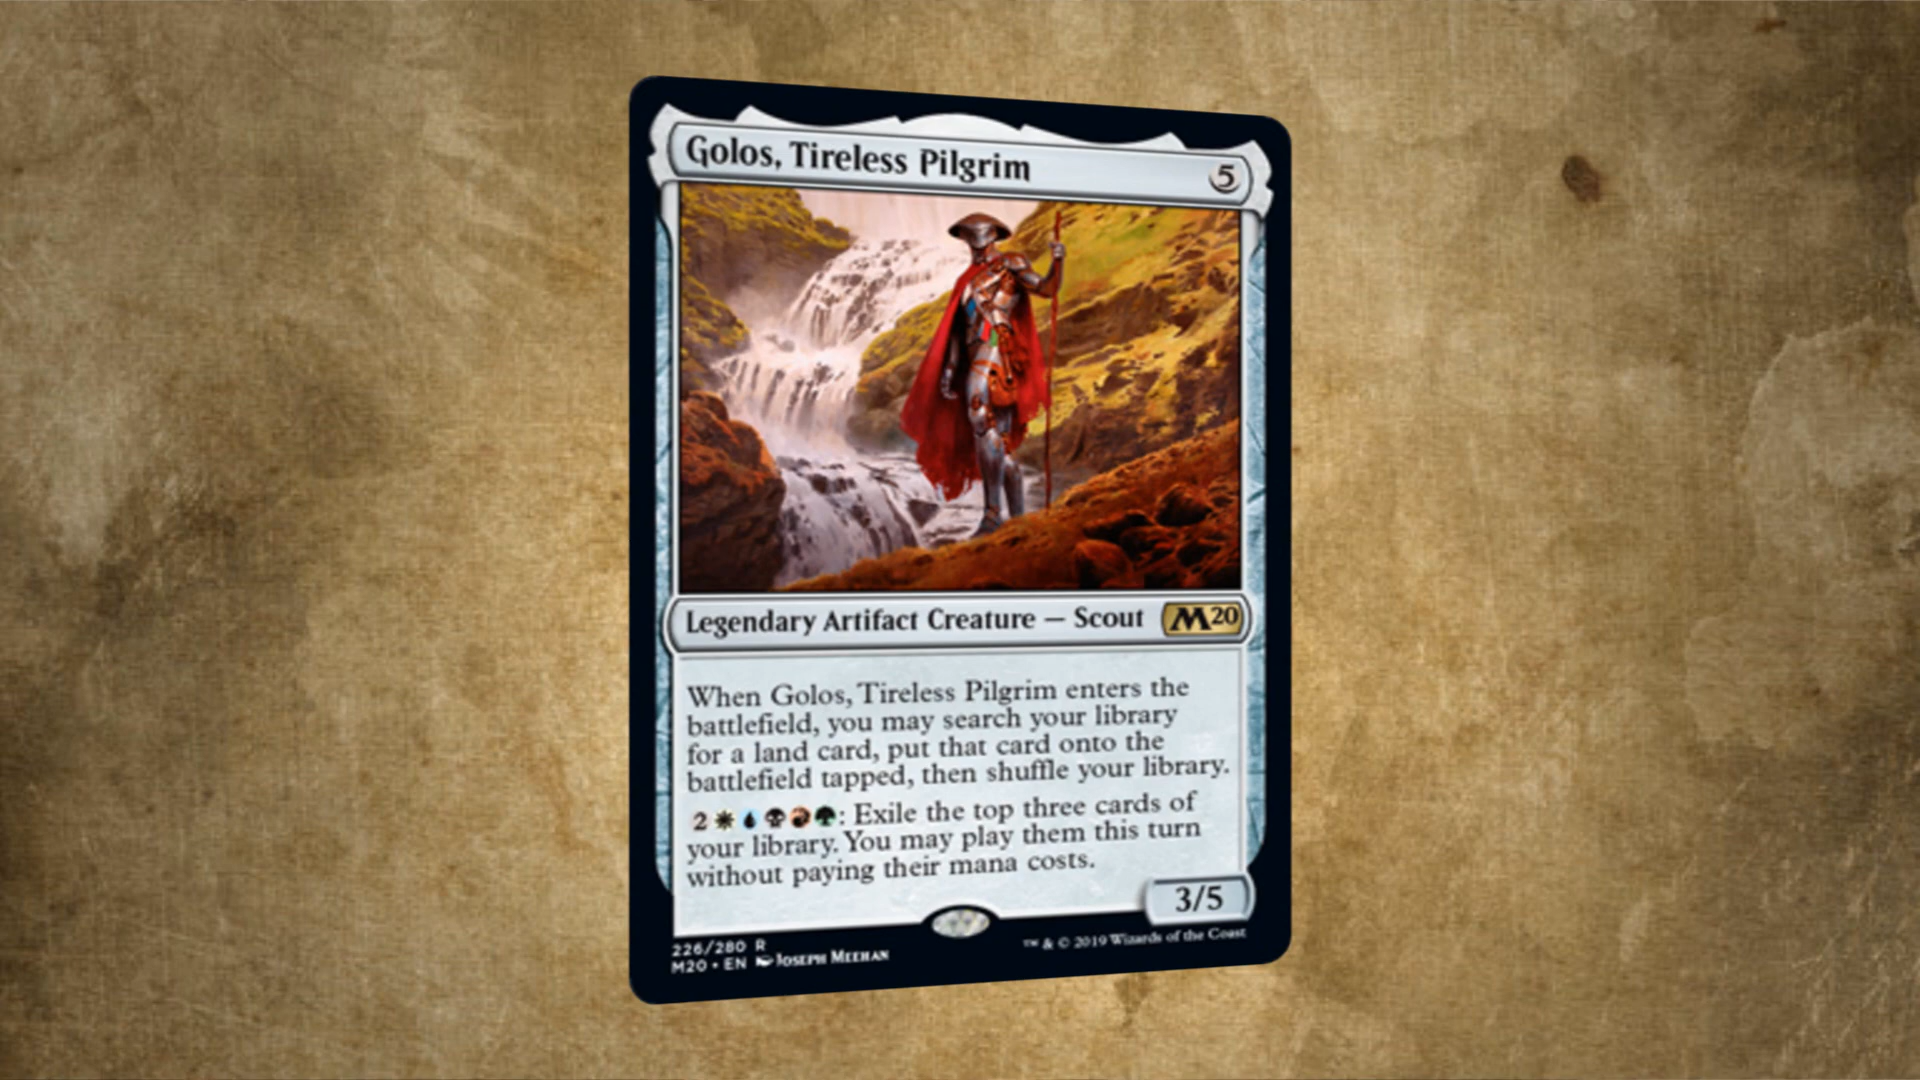 Golos, Tireless Pilgrim 5
Legendary Artifact Creature — Scout M20
When Golos, Tireless Pilgrim enters the
battlefield, you may search your library
for a land card, put that card onto the
battlefield tapped, then shuffle your library.
2: Exile the top three cards of
your library. You may play them this turn
without paying their mana costs.
3/5
226/280 R
M20 • EN Joseph Meehan
™ & © 2019 Wizards of the Coast